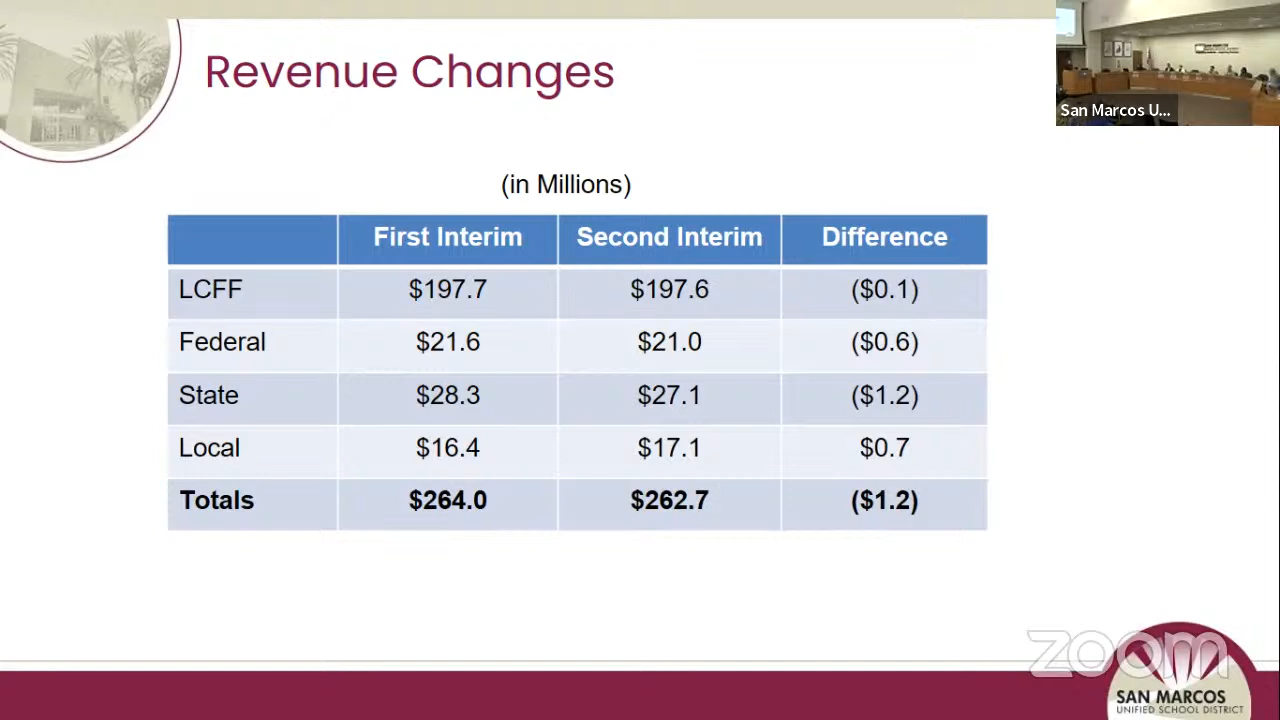 Revenue Changes
San Marcos U...
(in Millions)
First Interim Second Interim Difference
LCFF $197.7 $197.6 ($0.1)
Federal $21.6 $21.0 ($0.6)
State $28.3 $27.1 ($1.2)
Local $16.4 $17.1 $0.7
Totals $264.0 $262.7 ($1.2)
zoom
SAN MARCOS
UNIFIED SCHOOL DISTRICT